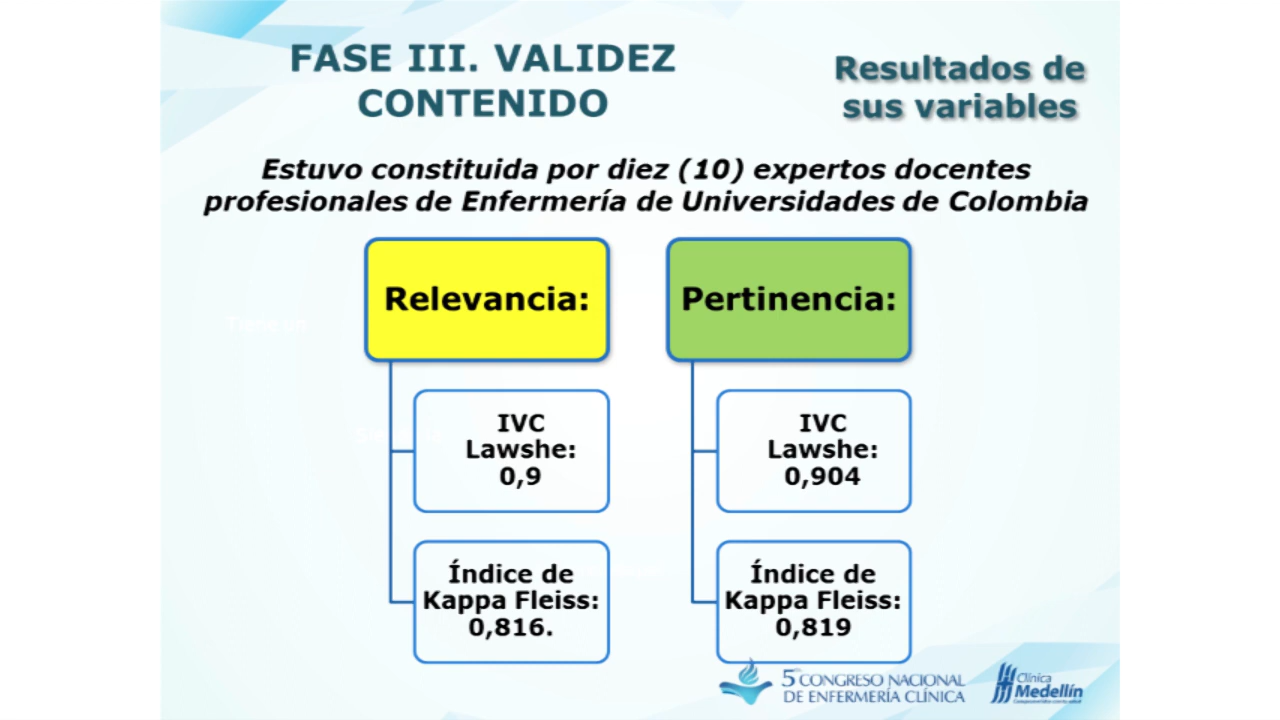 FASE III. VALIDEZ
CONTENIDO
Resultados de
sus variables
Estuvo constituida por diez (10) expertos docentes
profesionales de Enfermería de Universidades de Colombia
Relevancia:
IVC
Lawshe:
0,9
Índice de
Kappa Fleiss:
0,816.
Pertinencia:
IVC
Lawshe:
0,904
Índice de
Kappa Fleiss:
0,819
5 CONGRESO NACIONAL
DE ENFERMERÍA CLÍNICA
Clínica
Medellín